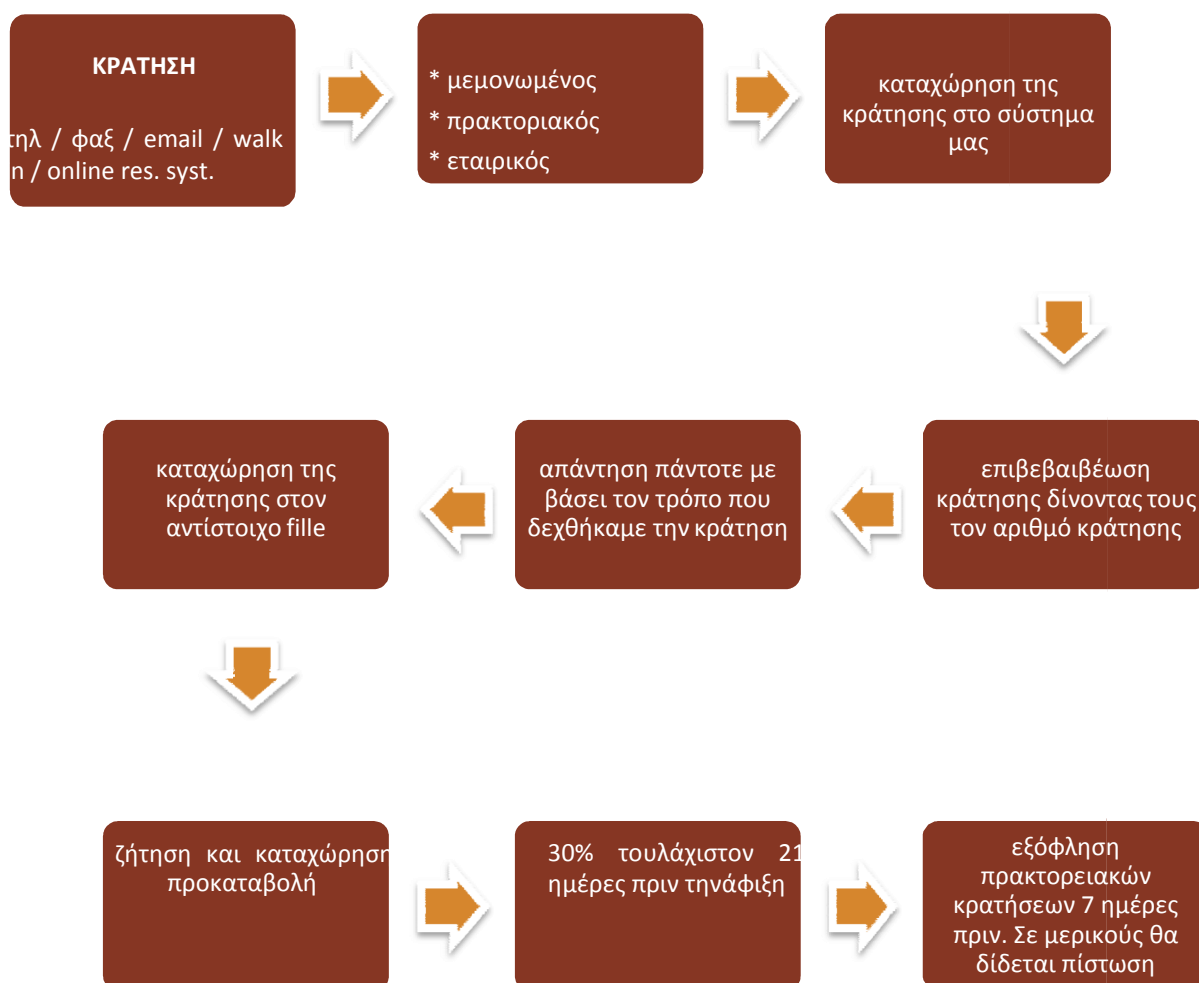 ΚΡΑΤΗΣΗ
τηλ / φαξ / email / walk
n / online res. syst.
* μεμονωμένος
* πρακτοριακός
* εταιρικός
καταχώρηση της
κράτησης στο σύστημα
μας
επιβεβαιβέωση
κράτησης δίνοντας τους
τον αριθμό κράτησης
απάντηση πάντοτε με
βάσει τον τρόπο που
δεχθήκαμε την κράτηση
καταχώρηση της
κράτησης στον
αντίστοιχο fille
ζήτηση και καταχώρηση
προκαταβολή
30% τουλάχιστον 21
ημέρες πριν τηνάφιξη
εξόφληση
πρακτορειακών
κρατήσεων 7 ημέρες
πριν. Σε μερικούς θα
δίδεται πίστωση